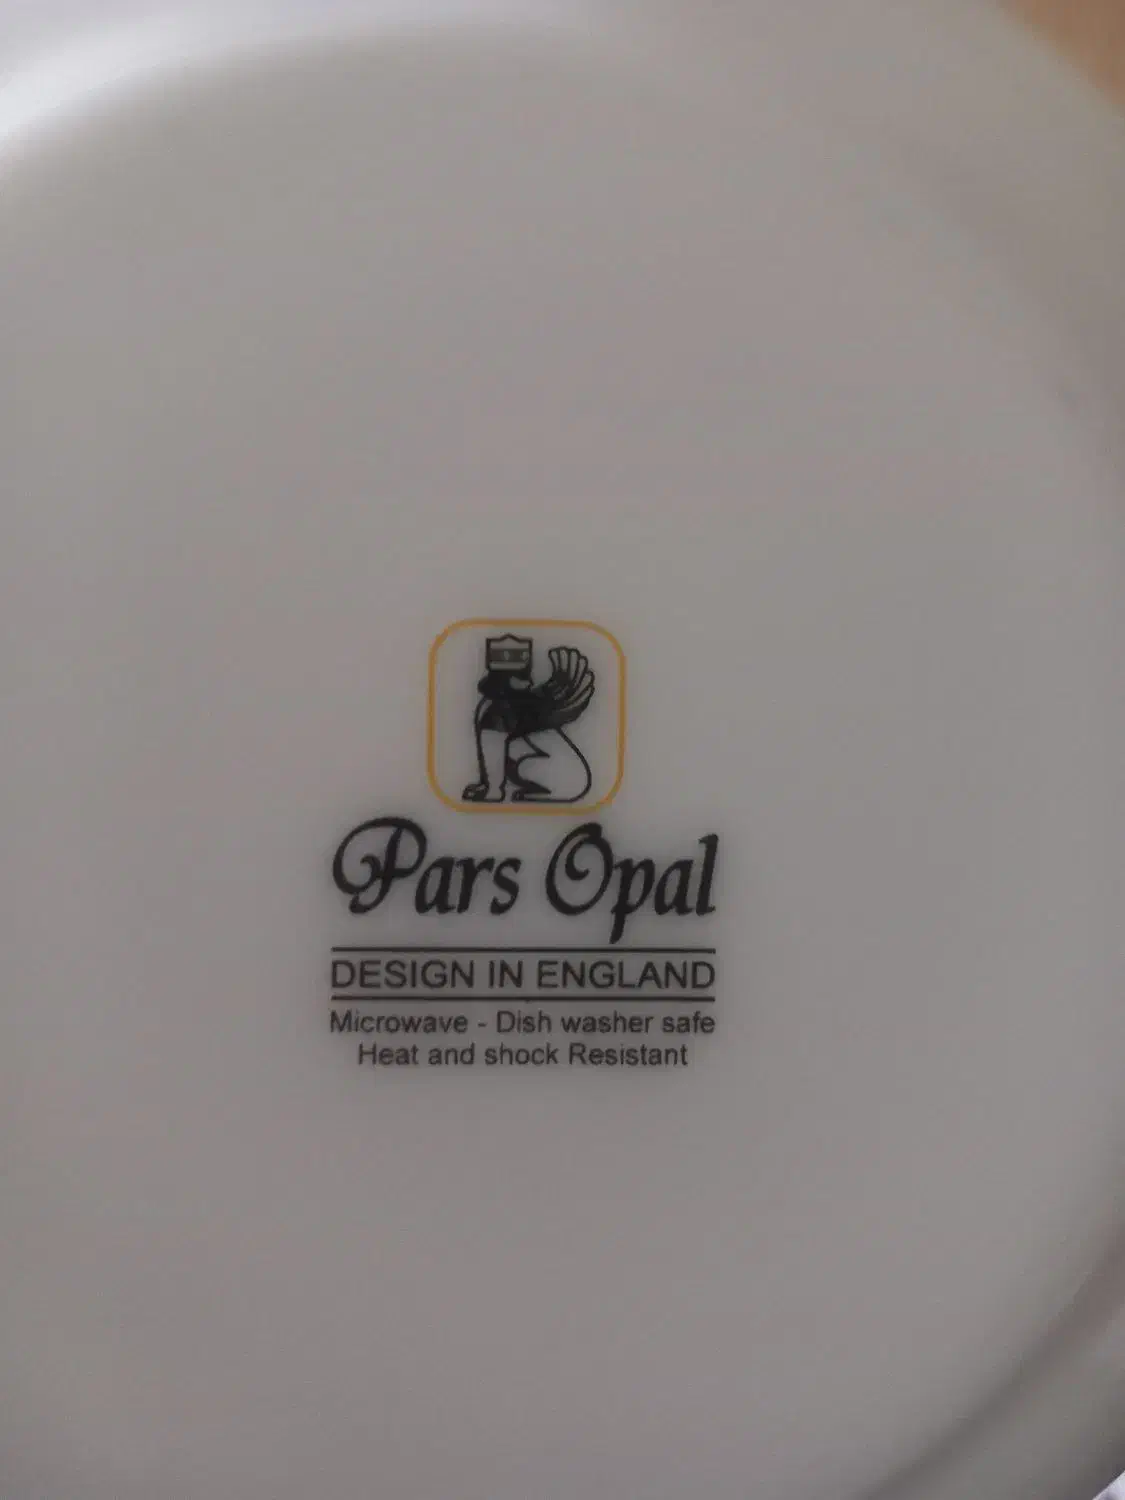 Pars Opal
DESIGN IN ENGLAND
Microwave - Dish washer safe
Heat and shock Resistant